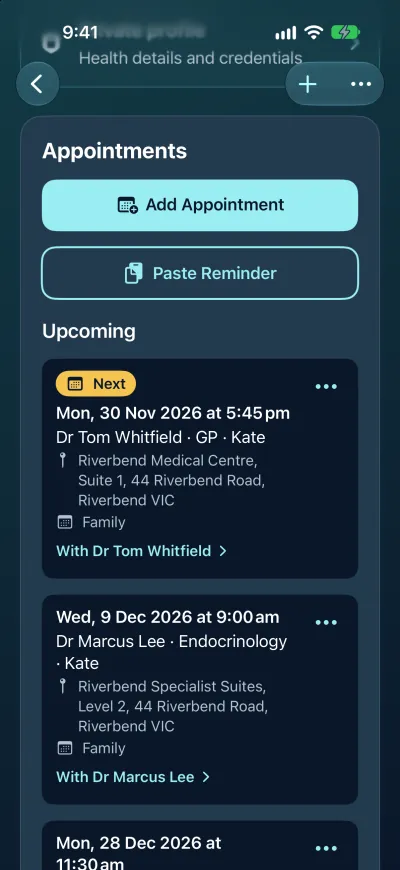 9:41
Health details and credentials
Appointments
Add Appointment
Paste Reminder
Upcoming
Next
Mon, 30 Nov 2026 at 5:45 pm
Dr Tom Whitfield · GP · Kate
Riverbend Medical Centre,
Suite 1, 44 Riverbend Road,
Riverbend VIC
Family
With Dr Tom Whitfield
Wed, 9 Dec 2026 at 9:00 am
Dr Marcus Lee · Endocrinology
· Kate
Riverbend Specialist Suites,
Level 2, 44 Riverbend Road,
Riverbend VIC
Family
With Dr Marcus Lee
Mon, 28 Dec 2026 at
11:30 am